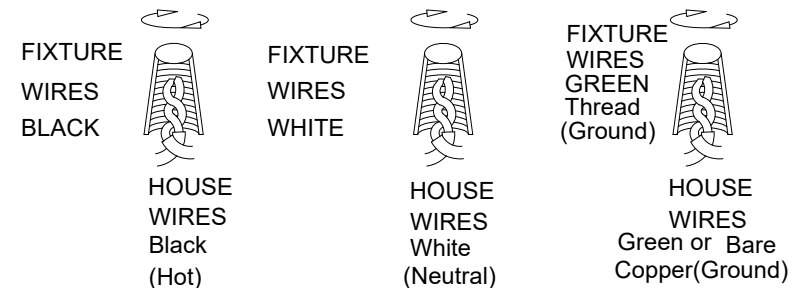 FIXTURE
WIRES
BLACK
HOUSE
WIRES
Black
(Hot)
FIXTURE
WIRES
WHITE
HOUSE
WIRES
White
(Neutral)
FIXTURE
WIRES
GREEN
Thread
(Ground)
HOUSE
WIRES
Green or Bare
Copper(Ground)